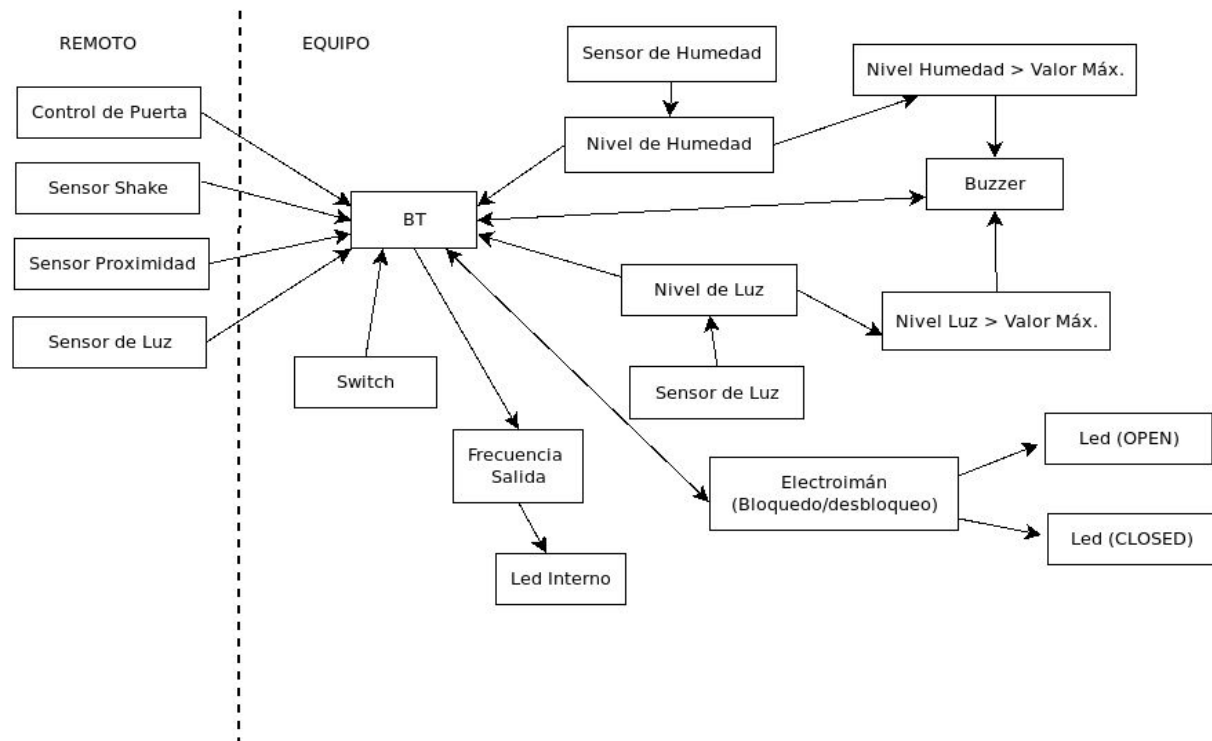 REMOTO
EQUIPO
Sensor de Humedad
Nivel Humedad > Valor Máx.
Control de Puerta
Nivel de Humedad
Sensor Shake
Buzzer
BT
Sensor Proximidad
Nivel de Luz
Nivel Luz > Valor Máx.
Sensor de Luz
Switch
Sensor de Luz
Frecuencia
Salida
Electroimán
(Bloquedo/desbloqueo)
Led (OPEN)
Led (CLOSED)
Led Interno